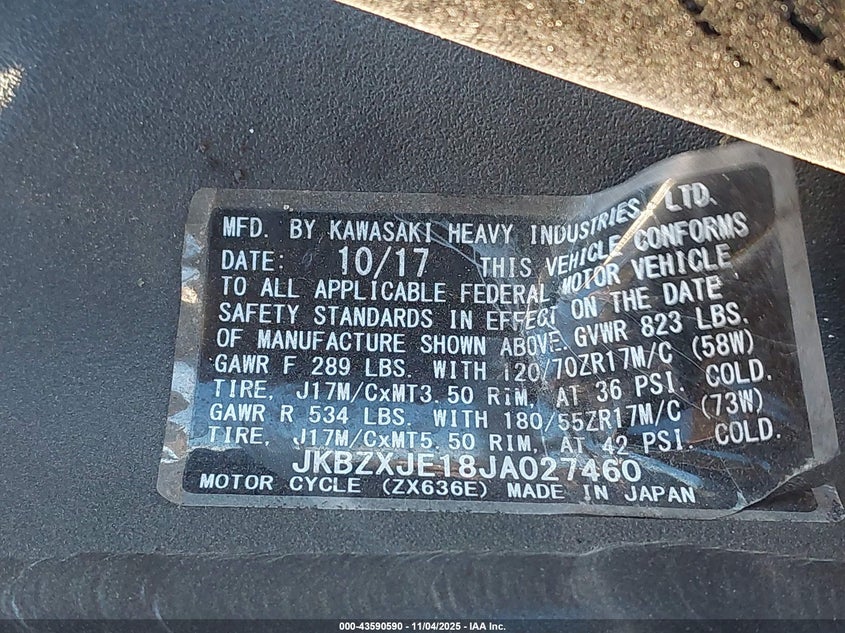 MFD. BY KAWASAKI HEAVY INDUSTRIES, LTD.
DATE: 10/17 THIS VEHICLE CONFORMS
TO ALL APPLICABLE FEDERAL MOTOR VEHICLE
SAFETY STANDARDS IN EFFECT ON THE DATE
OF MANUFACTURE SHOWN ABOVE. GVWR 823 LBS.
GAWR F 289 LBS. WITH 120/70ZR17M/C (58W)
TIRE, J17M/CxMT3.50 RIM, AT 36 PSI. COLD.
GAWR R 534 LBS. WITH 180/55ZR17M/C (73W)
TIRE, J17M/CxMT5.50 RIM, AT 42 PSI. COLD.
JKBZXJE18JA027460
MOTOR CYCLE (ZX636E) MADE IN JAPAN
000-43590590 - 11/04/2025 - IAA Inc.